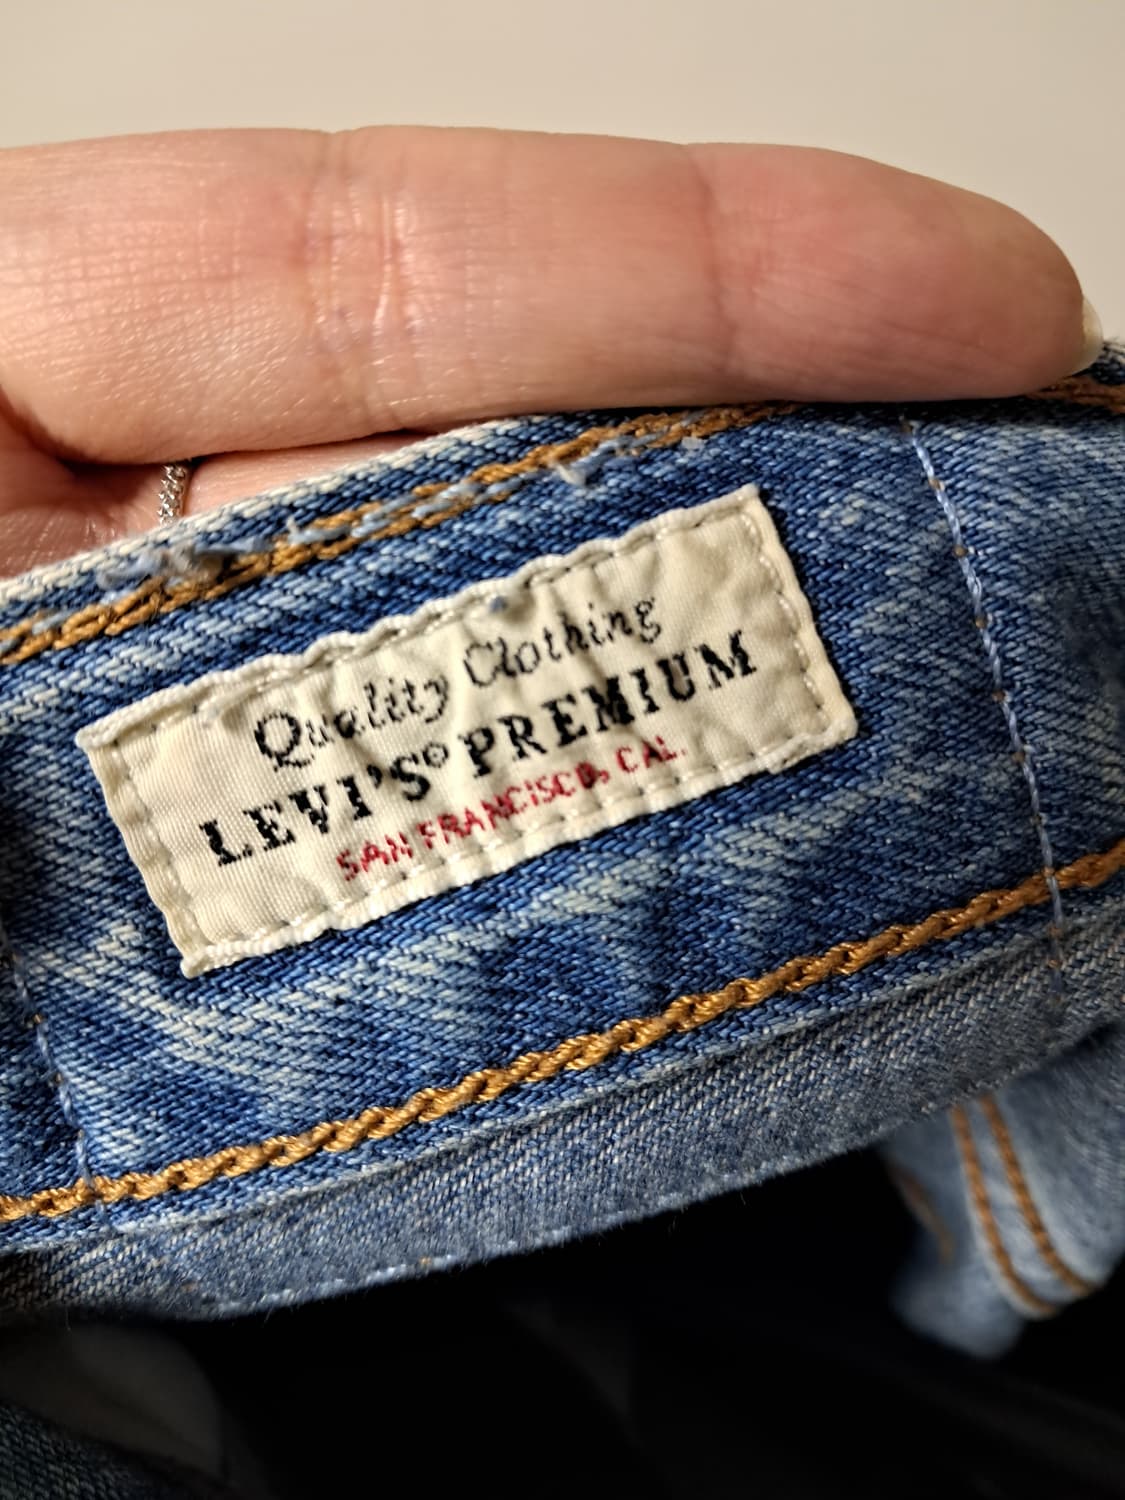 Quality Clothing
LEVI'S® PREMIUM
SAN FRANCISCO, CAL.